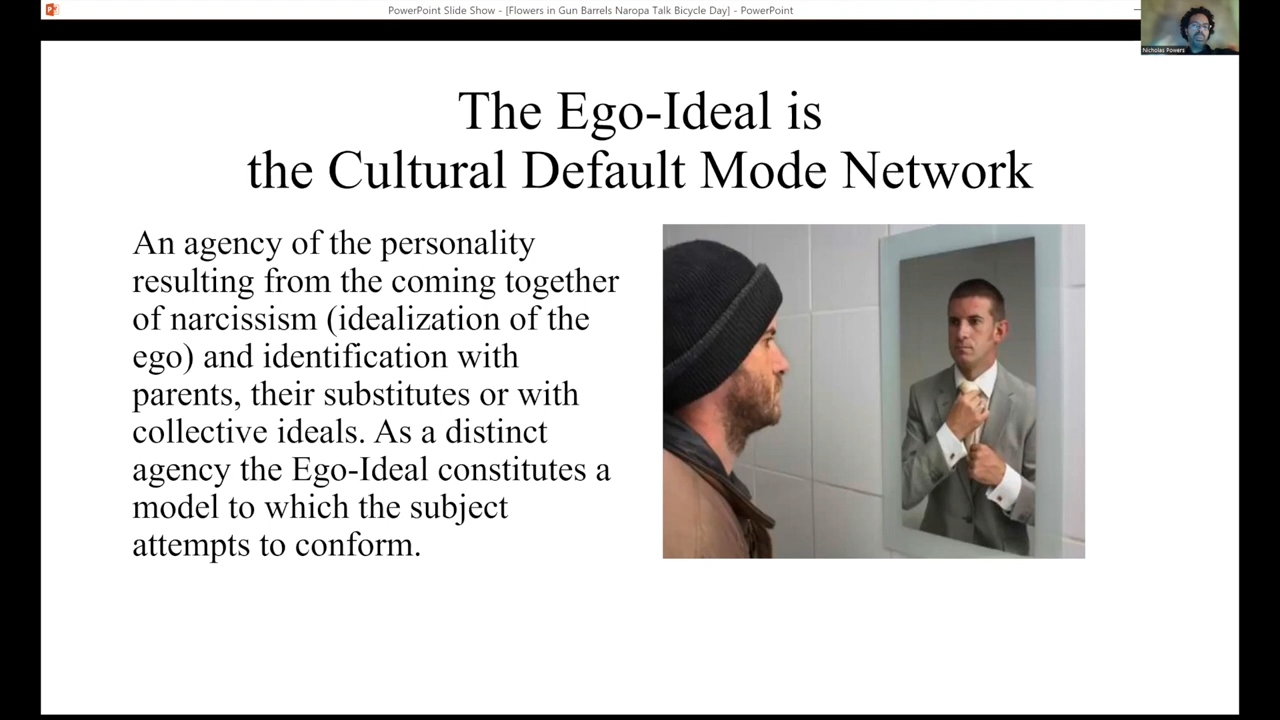 PowerPoint Slide Show - [Flowers in Gun Barrels Naropa Talk Bicycle Day] - PowerPoint
Nicholas Powers
The Ego-Ideal is
the Cultural Default Mode Network
An agency of the personality
resulting from the coming together
of narcissism (idealization of the
ego) and identification with
parents, their substitutes or with
collective ideals. As a distinct
agency the Ego-Ideal constitutes a
model to which the subject
attempts to conform.